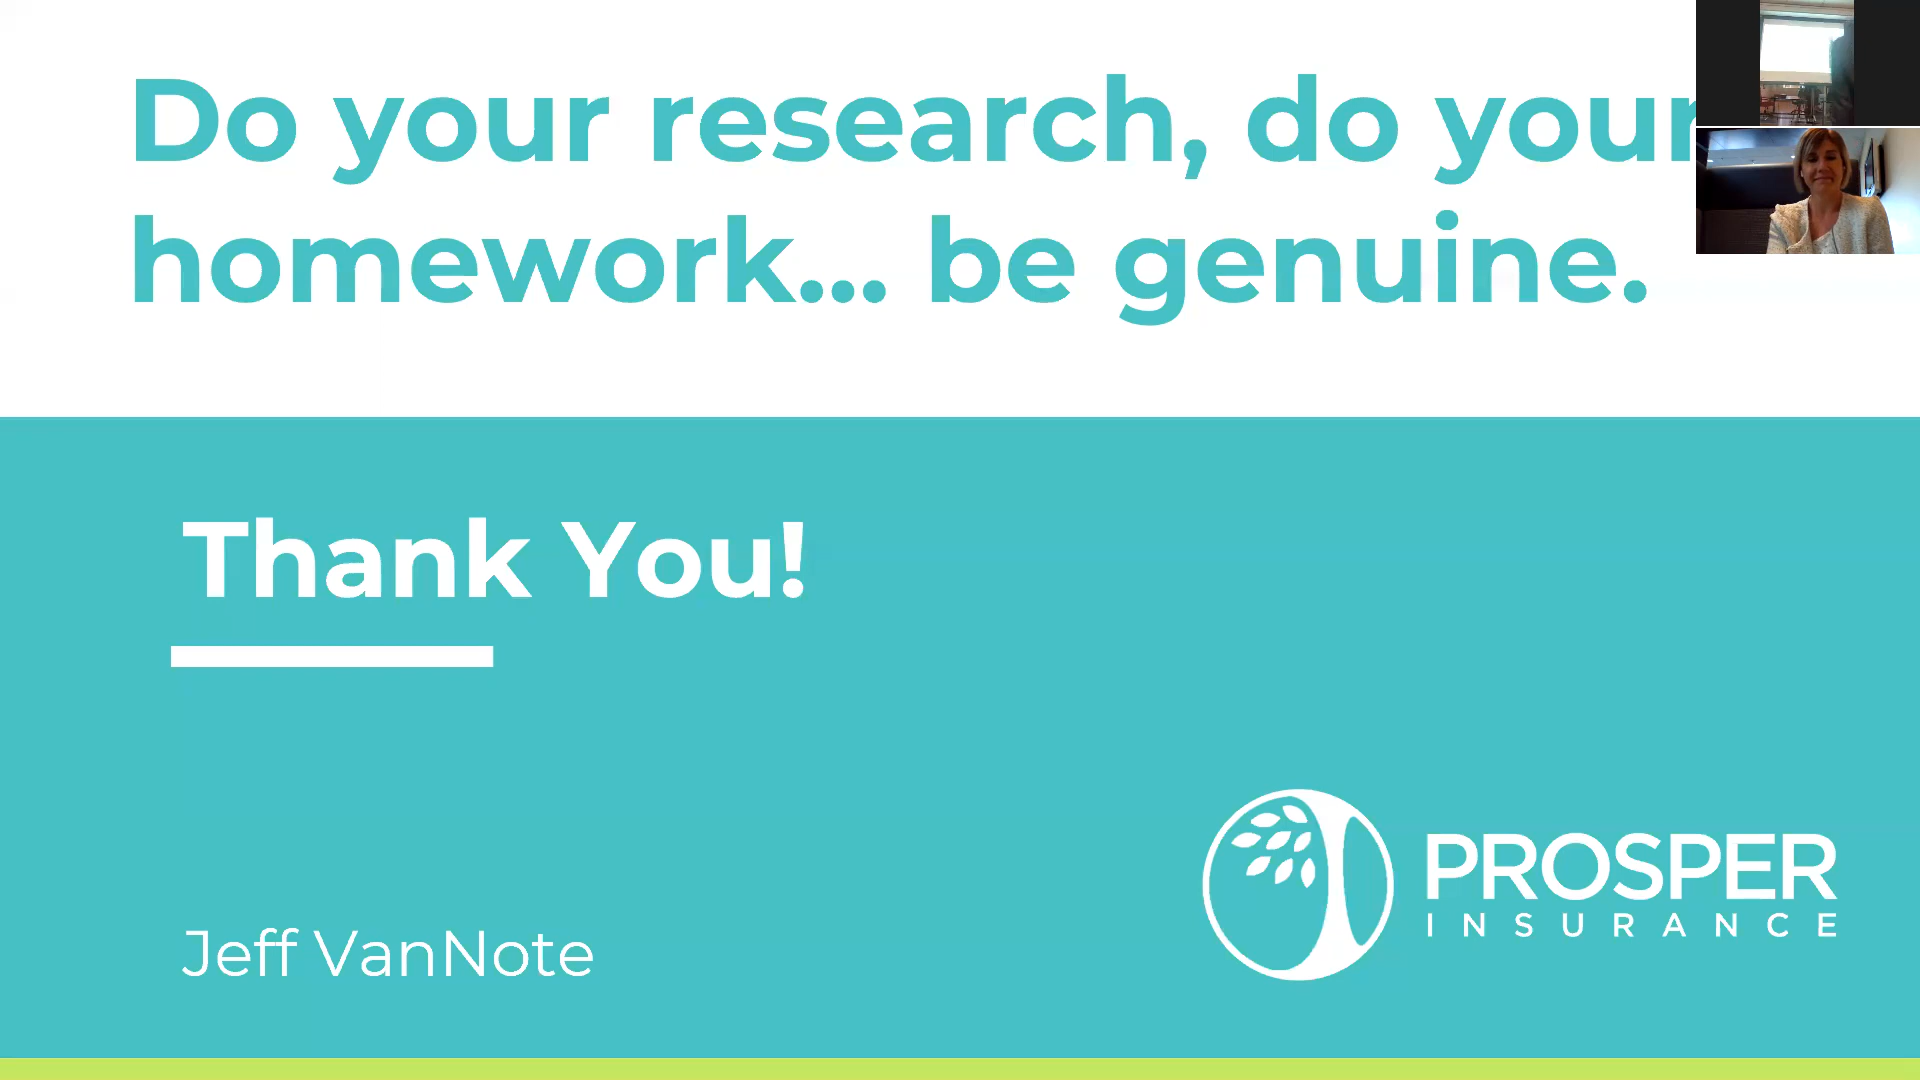 Do your research, do your
homework... be genuine.
Thank You!
Jeff VanNote
PROSPER
INSURANCE